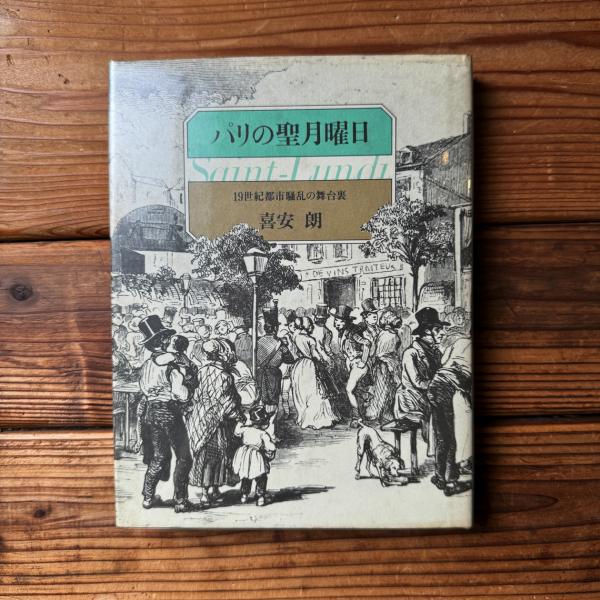 パリの聖月曜日
Saint-Lundi
19世紀都市騒乱の舞台裏
喜安 朗
DE VINS TRAITEUR